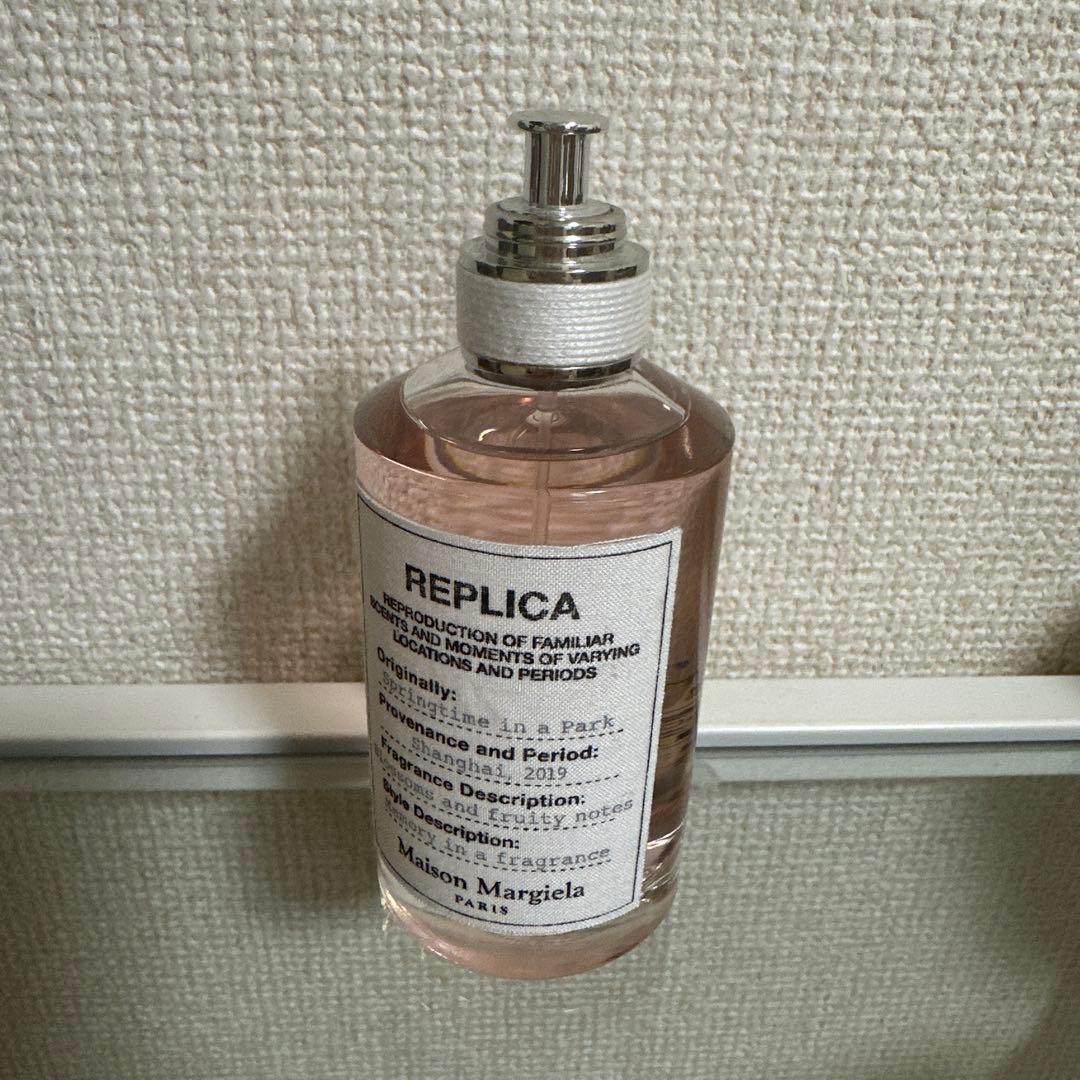 REPLICA
REPRODUCTION OF FAMILIAR
SCENTS AND MOMENTS OF VARYING
LOCATIONS AND PERIODS
Originally:
Springtime in a Park
Provenance and Period:
Shanghai, 2019
Fragrance Description:
Blossoms and fruity notes
Style Description:
Memory in a fragrance
Maison Margiela
PARIS